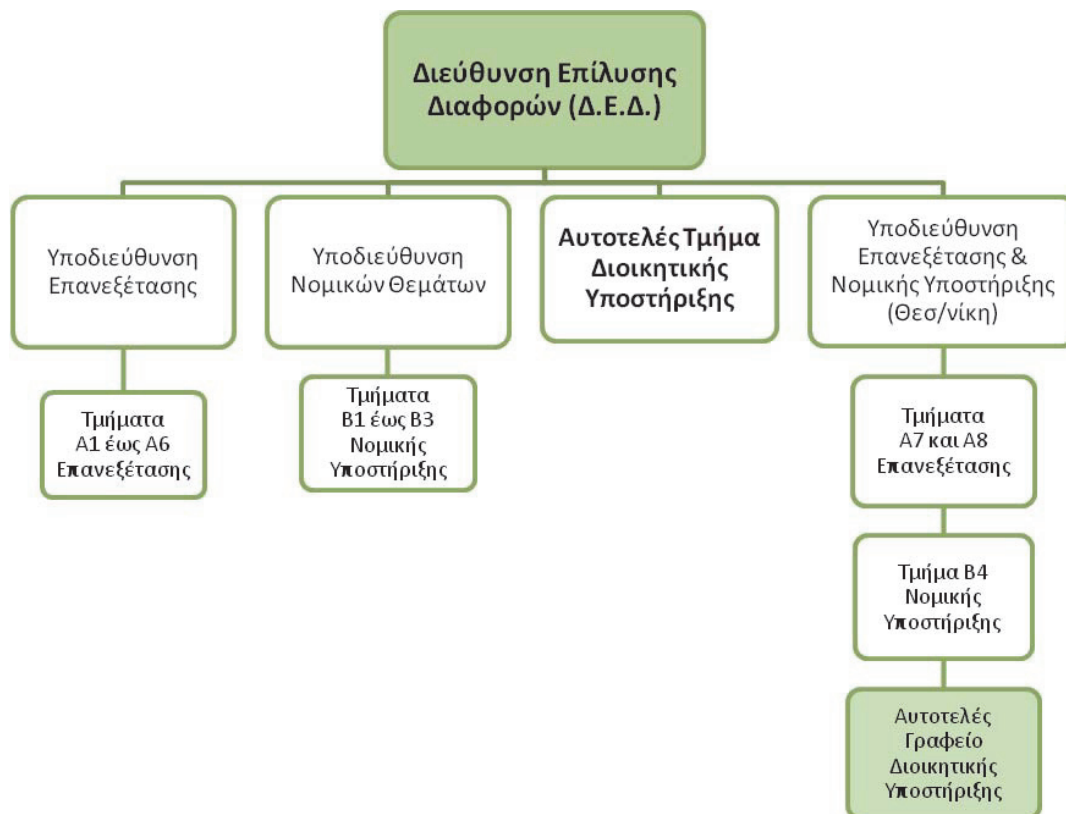 Διεύθυνση Επίλυσης
Διαφορών (Δ.Ε.Δ.)
Υποδιεύθυνση
Επανεξέτασης
Υποδιεύθυνση
Νομικών Θεμάτων
Αυτοτελές Τμήμα
Διοικητικής
Υποστήριξης
Υποδιεύθυνση
Επανεξέτασης &
Νομικής Υποστήριξης
(Θεσ/νίκη)
Τμήματα
Α1 έως Α6
Επανεξέτασης
Τμήματα
Β1 έως Β3
Νομικής
Υποστήριξης
Τμήματα
Α7 και Α8
Επανεξέτασης
Τμήμα Β4
Νομικής
Υποστήριξης
Αυτοτελές
Γραφείο
Διοικητικής
Υποστήριξης